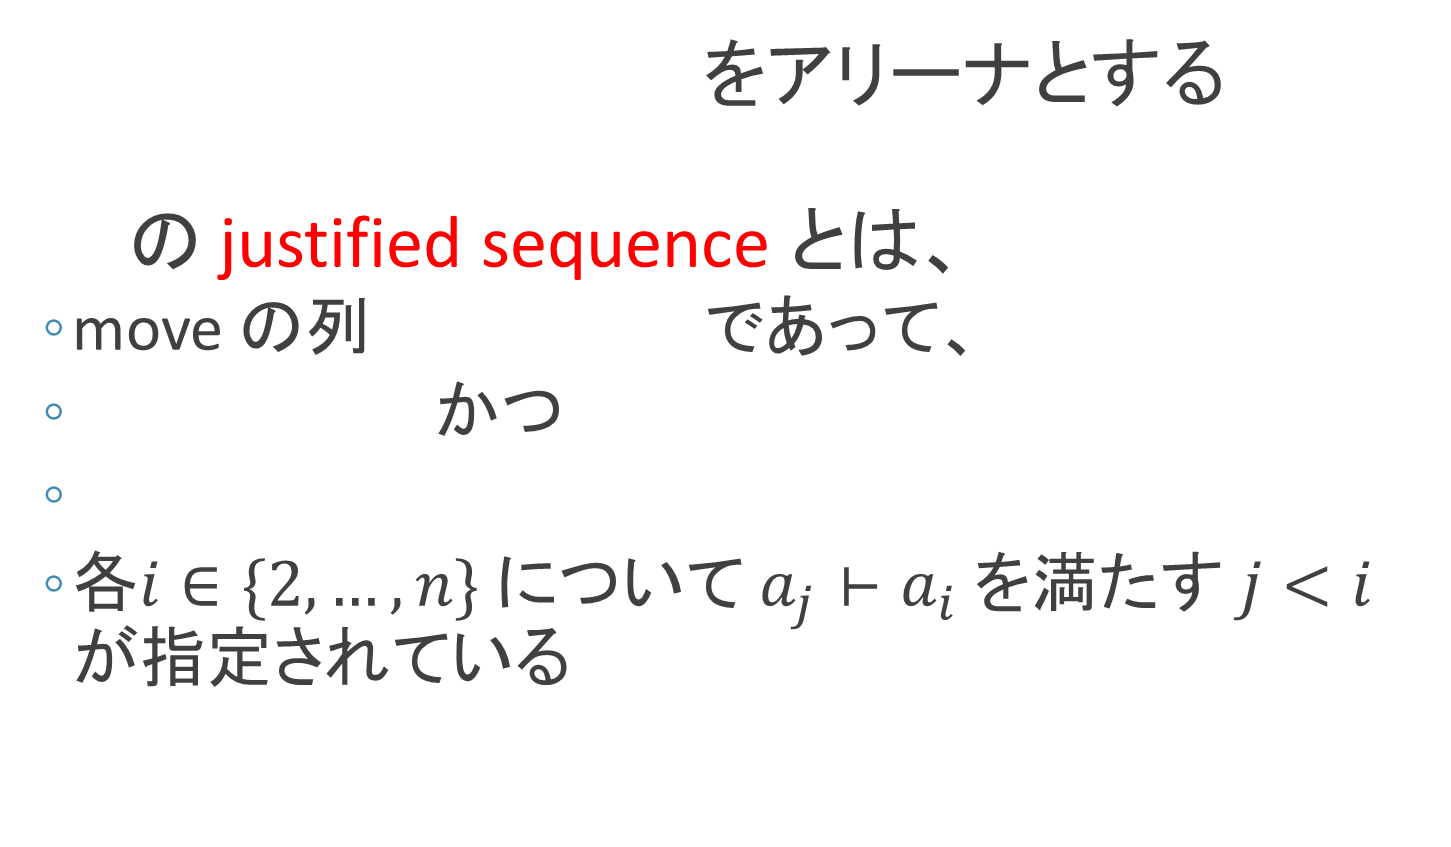 をアリーナとする
の justified sequence とは、
◦move の列 であって、
◦ かつ
◦
◦各𝑖 ∈ {2, … , 𝑛} について 𝑎𝑗 ⊢ 𝑎𝑖 を満たす 𝑗 < 𝑖
が指定されている